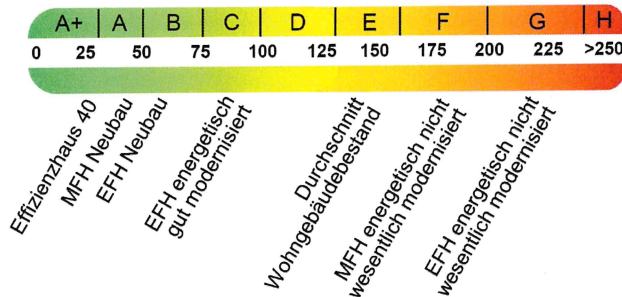 A+ A B C D E F G H
0 25 50 75 100 125 150 175 200 225 >250
Effizienzhaus 40
MFH Neubau
EFH Neubau
EFH energetisch
gut modernisiert
Durchschnitt
Wohngebäudebestand
MFH energetisch nicht
wesentlich modernisiert
EFH energetisch nicht
wesentlich modernisiert